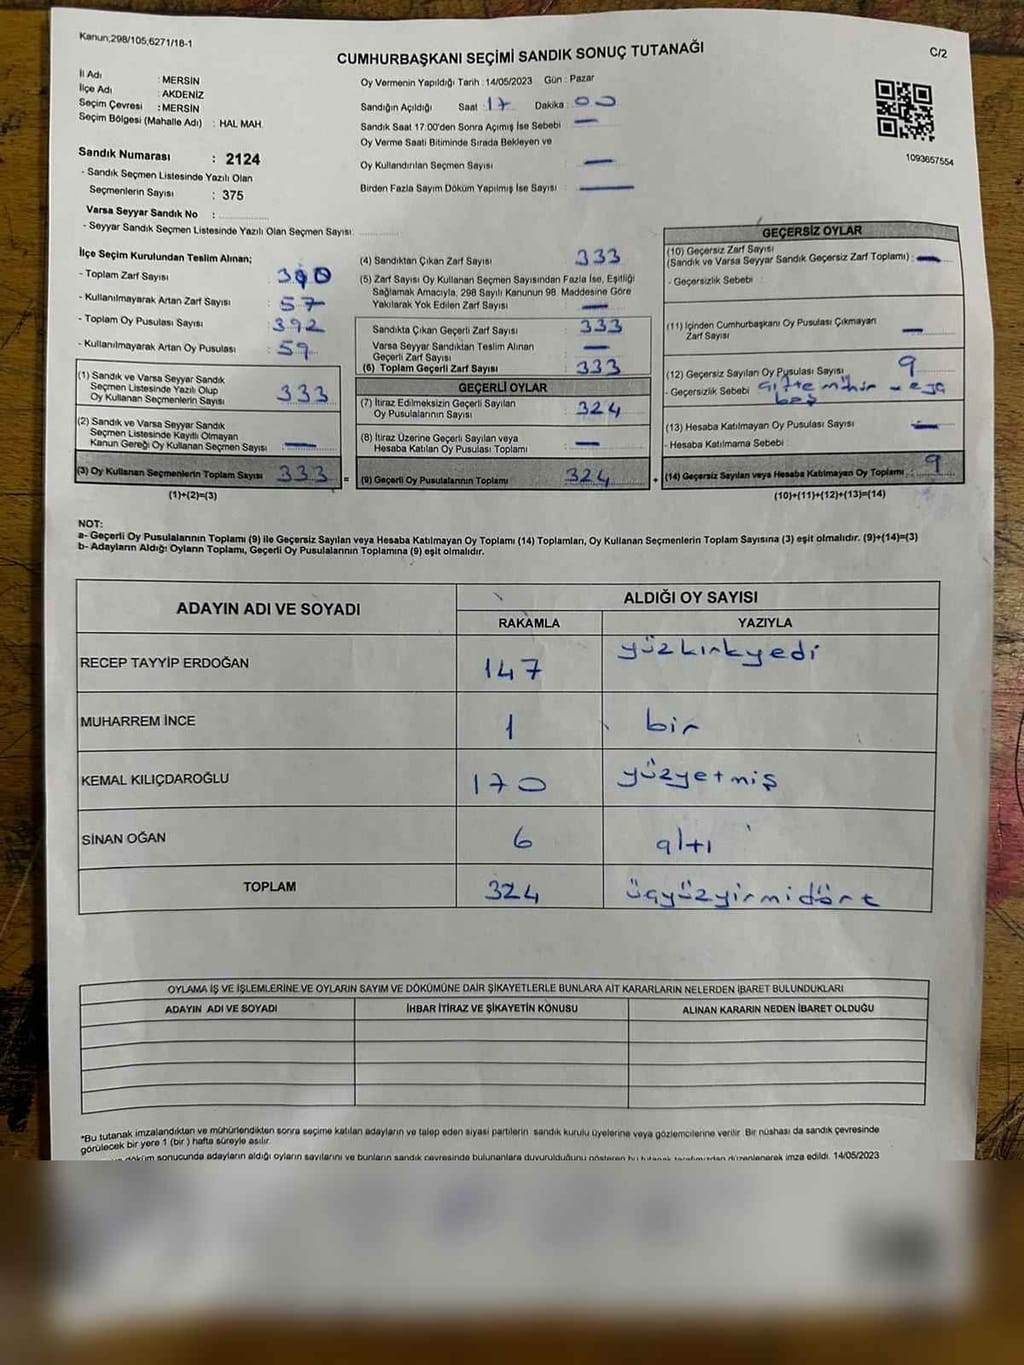 Kanun;298/105,6271/18-1
C/2
CUMHURBAŞKANI SEÇİMİ SANDIK SONUÇ TUTANAĞI
İl Adı : MERSİN
İlçe Adı : AKDENİZ
Seçim Çevresi : MERSİN
Seçim Bölgesi (Mahalle Adı) : HAL MAH.
Sandık Numarası : 2124
- Sandık Seçmen Listesinde Yazılı Olan
Seçmenlerin Sayısı : 375
Varsa Seyyar Sandık No :
- Seyyar Sandık Seçmen Listesinde Yazılı Olan Seçmen Sayısı:
Oy Vermenin Yapıldığı Tarih : 14/05/2023 Gün : Pazar
Sandığın Açıldığı Saat : 17 Dakika : 00
Sandık Saat 17:00'den Sonra Açımış İse Sebebi : —
Oy Verme Saati Bitiminde Sırada Bekleyen ve
Oy Kullandırılan Seçmen Sayısı : —
Birden Fazla Sayım Döküm Yapılmış İse Sayısı : —
1093657554
İlçe Seçim Kurulundan Teslim Alınan;
- Toplam Zarf Sayısı : 390
- Kullanılmayarak Artan Zarf Sayısı : 57
- Toplam Oy Pusulası Sayısı : 392
- Kullanılmayarak Artan Oy Pusulası : 59
(1) Sandık ve Varsa Seyyar Sandık
Seçmen Listesinde Yazılı Olup
Oy Kullanan Seçmenlerin Sayısı : 333
(2) Sandık ve Varsa Seyyar Sandık
Seçmen Listesinde Kayıtlı Olmayan
Kanun Gereği Oy Kullanan Seçmen Sayısı : —
(3) Oy Kullanan Seçmenlerin Toplam Sayısı : 333 =
(1)+(2)=(3)
(4) Sandıktan Çıkan Zarf Sayısı : 333
(5) Zarf Sayısı Oy Kullanan Seçmen Sayısından Fazla İse, Eşitliği
Sağlamak Amacıyla; 298 Sayılı Kanunun 98. Maddesine Göre
Yakılarak Yok Edilen Zarf Sayısı : —
Sandıkta Çıkan Geçerli Zarf Sayısı : 333
Varsa Seyyar Sandıktan Teslim Alınan
Geçerli Zarf Sayısı : —
(6) Toplam Geçerli Zarf Sayısı : 333
GEÇERLİ OYLAR
(7) İtiraz Edilmeksizin Geçerli Sayılan
Oy Pusulalarının Sayısı : 324
(8) İtiraz Üzerine Geçerli Sayılan veya
Hesaba Katılan Oy Pusulası Toplamı : —
(9) Geçerli Oy Pusulalarının Toplamı : 324 +
GEÇERSİZ OYLAR
(10) Geçersiz Zarf Sayısı
(Sandık ve Varsa Seyyar Sandık Geçersiz Zarf Toplamı) : —
- Geçersizlik Sebebi :
(11) İçinden Cumhurbaşkanı Oy Pusulası Çıkmayan
Zarf Sayısı : —
(12) Geçersiz Sayılan Oy Pusulası Sayısı : 9
- Geçersizlik Sebebi : çifte mühür veya
boş
(13) Hesaba Katılmayan Oy Pusulası Sayısı : —
- Hesaba Katılmama Sebebi :
(14) Geçersiz Sayılan veya Hesaba Katılmayan Oy Toplamı : 9
(10)+(11)+(12)+(13)=(14)
NOT:
a- Geçerli Oy Pusulalarının Toplamı (9) ile Geçersiz Sayılan veya Hesaba Katılmayan Oy Toplamı (14) Toplamları, Oy Kullanan Seçmenlerin Toplam Sayısına (3) eşit olmalıdır. (9)+(14)=(3)
b- Adayların Aldığı Oyların Toplamı, Geçerli Oy Pusulalarının Toplamına (9) eşit olmalıdır.
ADAYIN ADI VE SOYADI
ALDIĞI OY SAYISI
RAKAMLA YAZIYLA
RECEP TAYYİP ERDOĞAN 147 yüzkırkyedi
MUHARREM İNCE 1 bir
KEMAL KILIÇDAROĞLU 170 yüzyetmiş
SİNAN OĞAN 6 altı
TOPLAM 324 üçyüzyirmidört
OYLAMA İŞ VE İŞLEMLERİNE VE OYLARIN SAYIM VE DÖKÜMÜNE DAİR ŞİKAYETLERLE BUNLARA AİT KARARLARIN NELERDEN İBARET BULUNDUKLARI
ADAYIN ADI VE SOYADI İHBAR İTİRAZ VE ŞİKAYETİN KONUSU ALINAN KARARIN NEDEN İBARET OLDUĞU
*Bu tutanak imzalandıktan ve mühürlendikten sonra seçime katılan adayların ve talep eden siyasi partilerin sandık kurulu üyelerine veya gözlemcilerine verilir. Bir nüshası da sandık çevresinde
görülecek bir yere 1 (bir) hafta süreyle asılır.
döküm sonucunda adayların aldığı oyların sayılarını ve bunların sandık çevresinde bulunanlara duyurulduğunu gösteren bu tutanak tarafımızdan düzenlenerek imza edildi. 14/05/2023